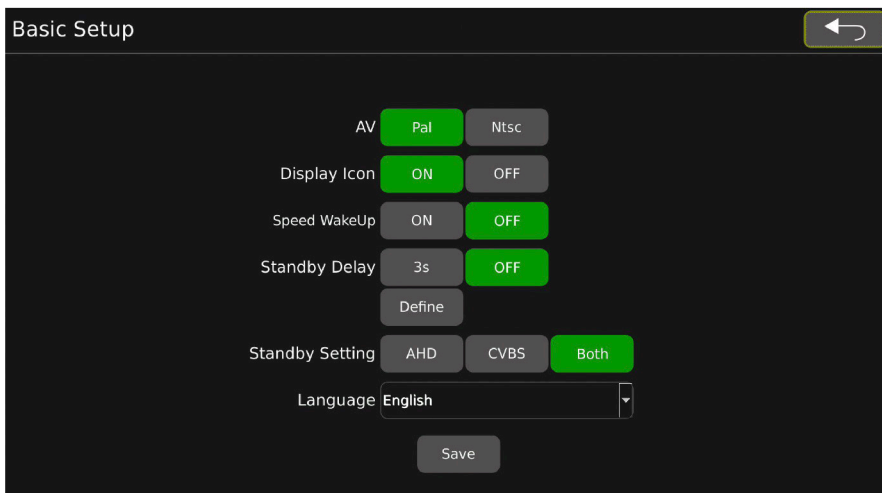 Basic Setup
AV Pal Ntsc
Display Icon ON OFF
Speed WakeUp ON OFF
Standby Delay 3s OFF
Define
Standby Setting AHD CVBS Both
Language English
Save